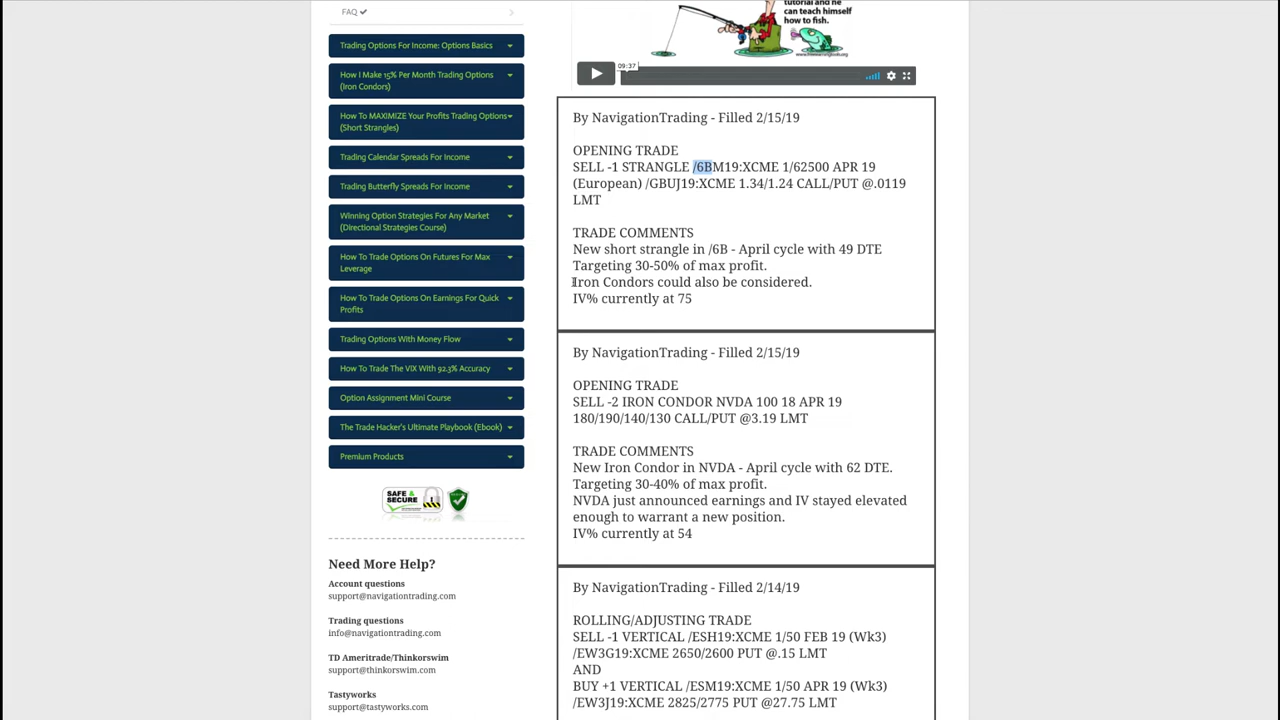 FAQ
Trading Options For Income: Options Basics
How I Make 15% Per Month Trading Options
(Iron Condors)
How To MAXIMIZE Your Profits Trading Options
(Short Strangles)
Trading Calendar Spreads For Income
Trading Butterfly Spreads For Income
Winning Option Strategies For Any Market
(Directional Strategies Course)
How To Trade Options On Futures For Max
Leverage
How To Trade Options On Earnings For Quick
Profits
Trading Options With Money Flow
How To Trade The VIX With 92.3% Accuracy
Option Assignment Mini Course
The Trade Hacker's Ultimate Playbook (Ebook)
Premium Products
SAFE &
SECURE
Need More Help?
Account questions
support@navigationtrading.com
Trading questions
info@navigationtrading.com
TD Ameritrade/Thinkorswim
support@thinkorswim.com
Tastyworks
support@tastyworks.com
tutorial and he
can teach himself
how to fish.
09:37
By NavigationTrading - Filled 2/15/19
OPENING TRADE
SELL -1 STRANGLE /6BM19:XCME 1/62500 APR 19
(European) /GBUJ19:XCME 1.34/1.24 CALL/PUT @.0119
LMT
TRADE COMMENTS
New short strangle in /6B - April cycle with 49 DTE
Targeting 30-50% of max profit.
Iron Condors could also be considered.
IV% currently at 75
By NavigationTrading - Filled 2/15/19
OPENING TRADE
SELL -2 IRON CONDOR NVDA 100 18 APR 19
180/190/140/130 CALL/PUT @3.19 LMT
TRADE COMMENTS
New Iron Condor in NVDA - April cycle with 62 DTE.
Targeting 30-40% of max profit.
NVDA just announced earnings and IV stayed elevated
enough to warrant a new position.
IV% currently at 54
By NavigationTrading - Filled 2/14/19
ROLLING/ADJUSTING TRADE
SELL -1 VERTICAL /ESH19:XCME 1/50 FEB 19 (Wk3)
/EW3G19:XCME 2650/2600 PUT @.15 LMT
AND
BUY +1 VERTICAL /ESM19:XCME 1/50 APR 19 (Wk3)
/EW3J19:XCME 2825/2775 PUT @27.75 LMT